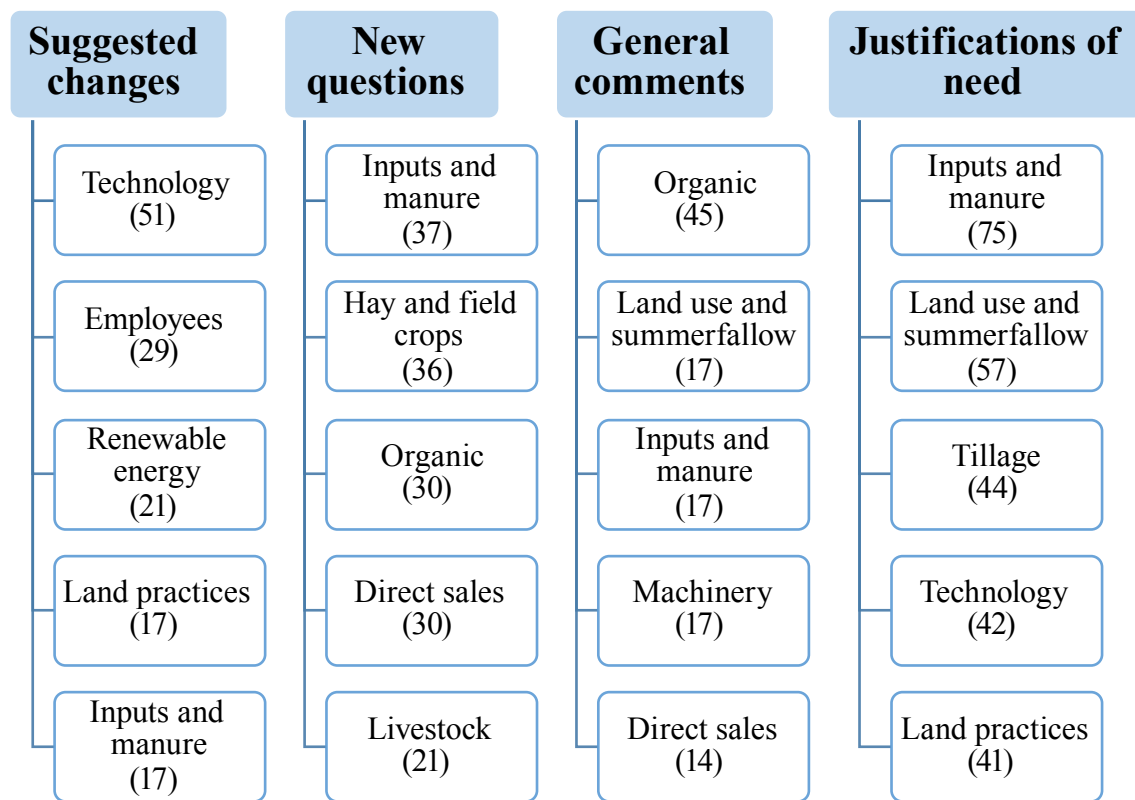 Suggested
changes
Technology
(51)
Employees
(29)
Renewable
energy
(21)
Land practices
(17)
Inputs and
manure
(17)
New
questions
Inputs and
manure
(37)
Hay and field
crops
(36)
Organic
(30)
Direct sales
(30)
Livestock
(21)
General
comments
Organic
(45)
Land use and
summerfallow
(17)
Inputs and
manure
(17)
Machinery
(17)
Direct sales
(14)
Justifications of
need
Inputs and
manure
(75)
Land use and
summerfallow
(57)
Tillage
(44)
Technology
(42)
Land practices
(41)